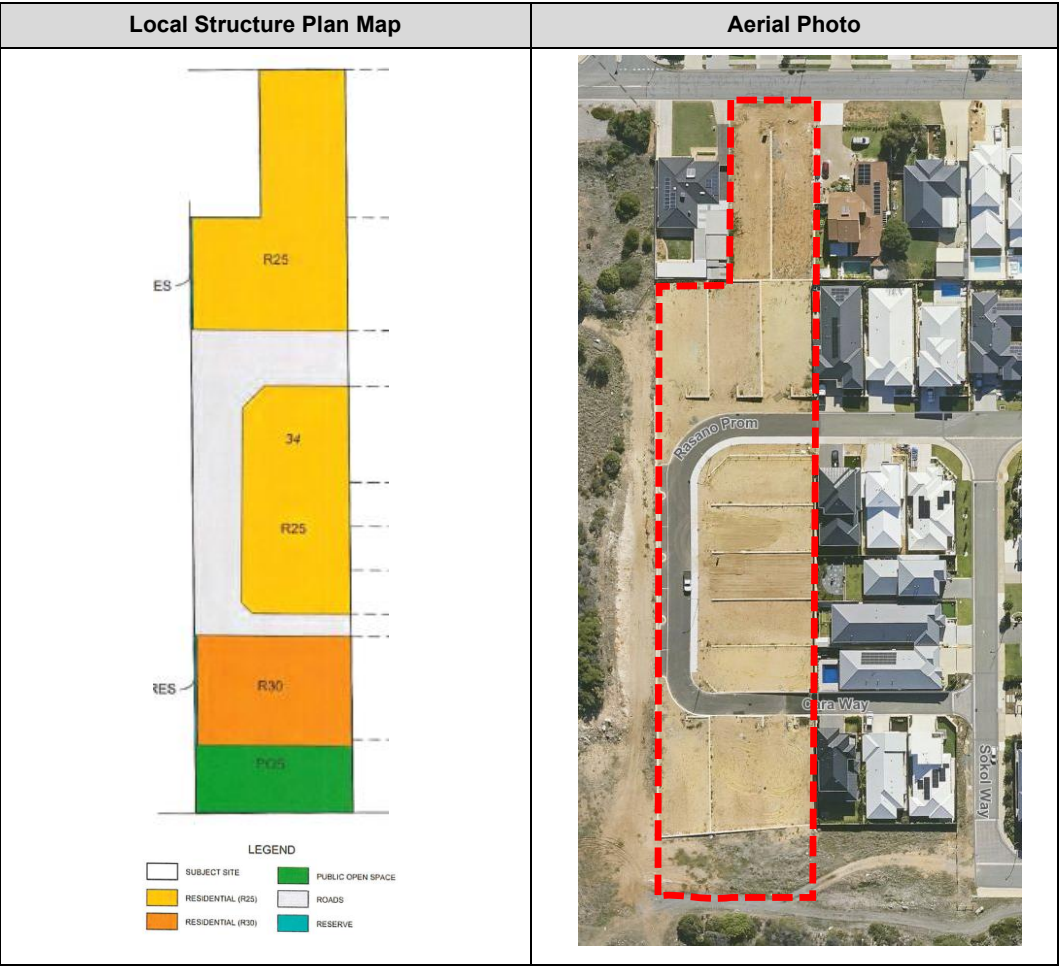 Local Structure Plan Map
Aerial Photo
R25
ES
34
R25
RES
R30
POS
LEGEND
SUBJECT SITE
PUBLIC OPEN SPACE
RESIDENTIAL (R25)
ROADS
RESIDENTIAL (R30)
RESERVE
Rasano Prom
Cara Way
Sokol Way